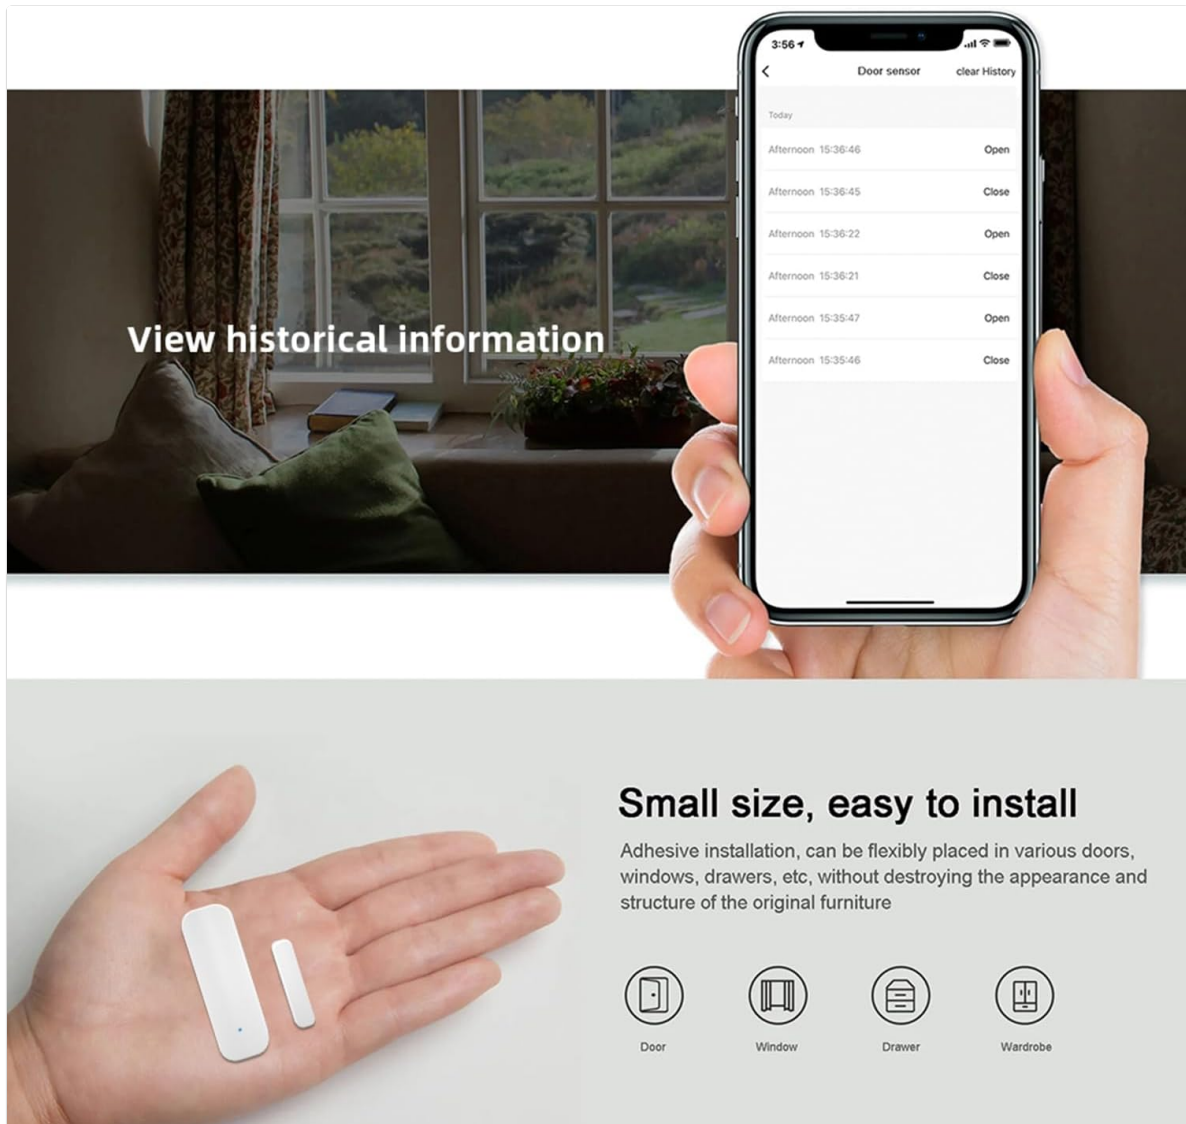 3:56
Door sensor clear History
Today
Afternoon 15:36:46 Open
Afternoon 15:36:45 Close
Afternoon 15:36:22 Open
Afternoon 15:36:21 Close
Afternoon 15:35:47 Open
Afternoon 15:35:46 Close
View historical information
Small size, easy to install
Adhesive installation, can be flexibly placed in various doors,
windows, drawers, etc, without destroying the appearance and
structure of the original furniture
Door Window Drawer Wardrobe